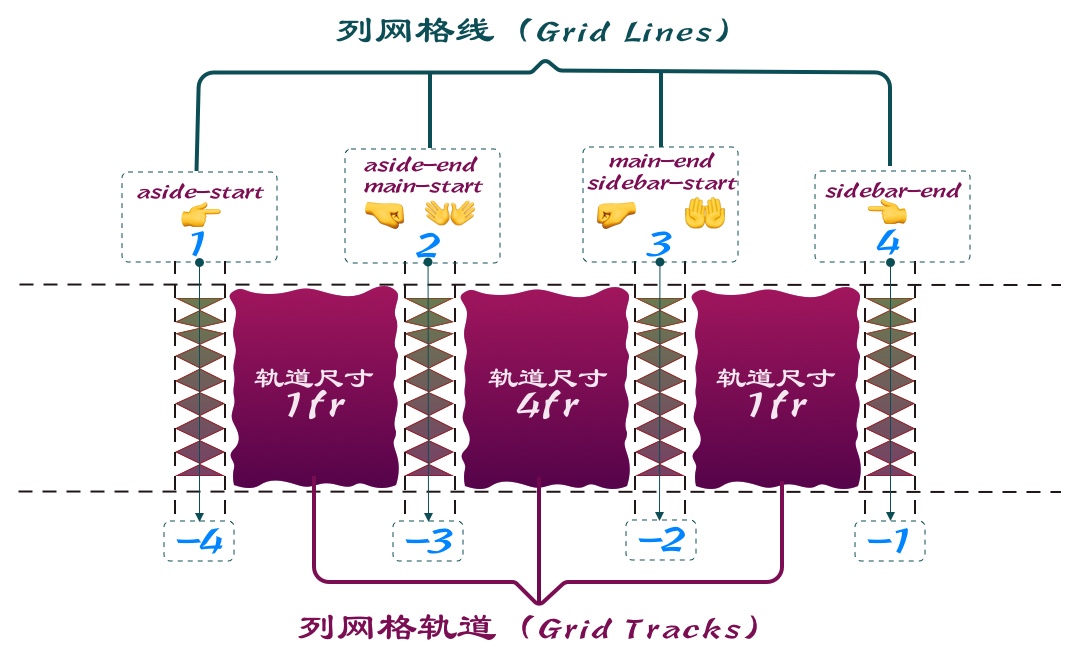 列网格线（Grid Lines）
aside-start
1
aside-end
main-start
2
main-end
sidebar-start
3
sidebar-end
4
轨道尺寸
1fr
轨道尺寸
4fr
轨道尺寸
1fr
-4
-3
-2
-1
列网格轨道（Grid Tracks）